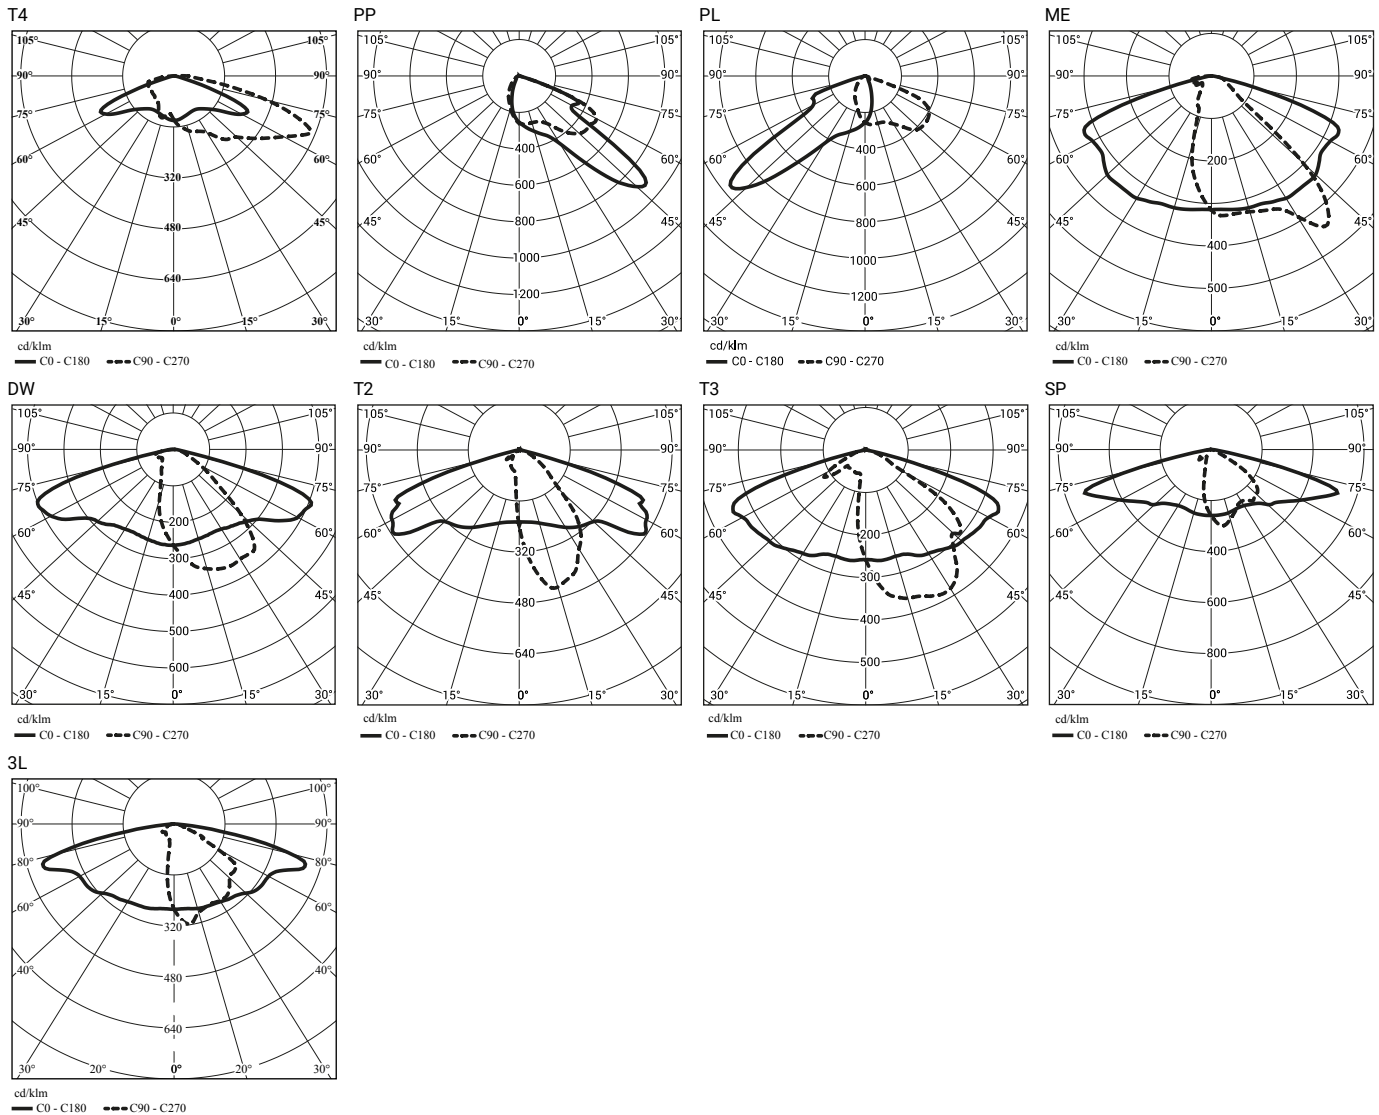 T4 PP PL ME
105° 105° 105° 105° 105° 105° 105° 105°
90° 90° 90° 90° 90° 90° 90° 90°
75° 75° 75° 75° 75° 75° 75° 75°
60° 60° 60° 60° 60° 60° 60° 60°
45° 45° 45° 45° 45° 45° 45° 45°
320 480 640
400 600 800 1000 1200
400 600 800 1000 1200
200 400 500
30° 15° 0° 15° 30° 30° 15° 0° 15° 30° 30° 15° 0° 15° 30° 30° 15° 0° 15° 30°
cd/klm cd/klm cd/klm cd/klm
C0 - C180 C90 - C270 C0 - C180 C90 - C270 C0 - C180 C90 - C270 C0 - C180 C90 - C270
DW T2 T3 SP
105° 105° 105° 105° 105° 105° 105° 105°
90° 90° 90° 90° 90° 90° 90° 90°
75° 75° 75° 75° 75° 75° 75° 75°
60° 60° 60° 60° 60° 60° 60° 60°
45° 45° 45° 45° 45° 45° 45° 45°
200 300 400 500 600
320 480 640
200 300 400 500
400 600 800
30° 15° 0° 15° 30° 30° 15° 0° 15° 30° 30° 15° 0° 15° 30° 30° 15° 0° 15° 30°
cd/klm cd/klm cd/klm cd/klm
C0 - C180 C90 - C270 C0 - C180 C90 - C270 C0 - C180 C90 - C270 C0 - C180 C90 - C270
3L
100° 100°
90° 90°
80° 80°
60° 60°
320
40° 40°
480
640
30° 20° 0° 20° 30°
cd/klm
C0 - C180 C90 - C270